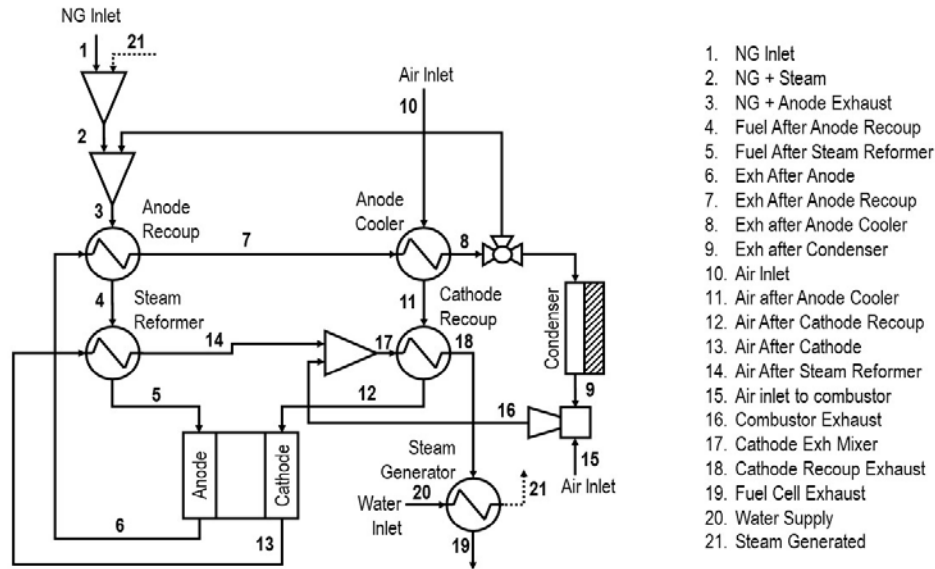 NG Inlet
1
21
Air Inlet
10
2
3
Anode
Recoup
Anode
Cooler
7
8
4
Steam
Reformer
11
Cathode
Recoup
Condenser
14
17
18
5
12
16
9
Anode
Cathode
Steam
Generator
15
Air Inlet
Water
Inlet
20
21
6
13
19
1. NG Inlet
2. NG + Steam
3. NG + Anode Exhaust
4. Fuel After Anode Recoup
5. Fuel After Steam Reformer
6. Exh After Anode
7. Exh After Anode Recoup
8. Exh after Anode Cooler
9. Exh after Condenser
10. Air Inlet
11. Air after Anode Cooler
12. Air After Cathode Recoup
13. Air After Cathode
14. Air After Steam Reformer
15. Air inlet to combustor
16. Combustor Exhaust
17. Cathode Exh Mixer
18. Cathode Recoup Exhaust
19. Fuel Cell Exhaust
20. Water Supply
21. Steam Generated